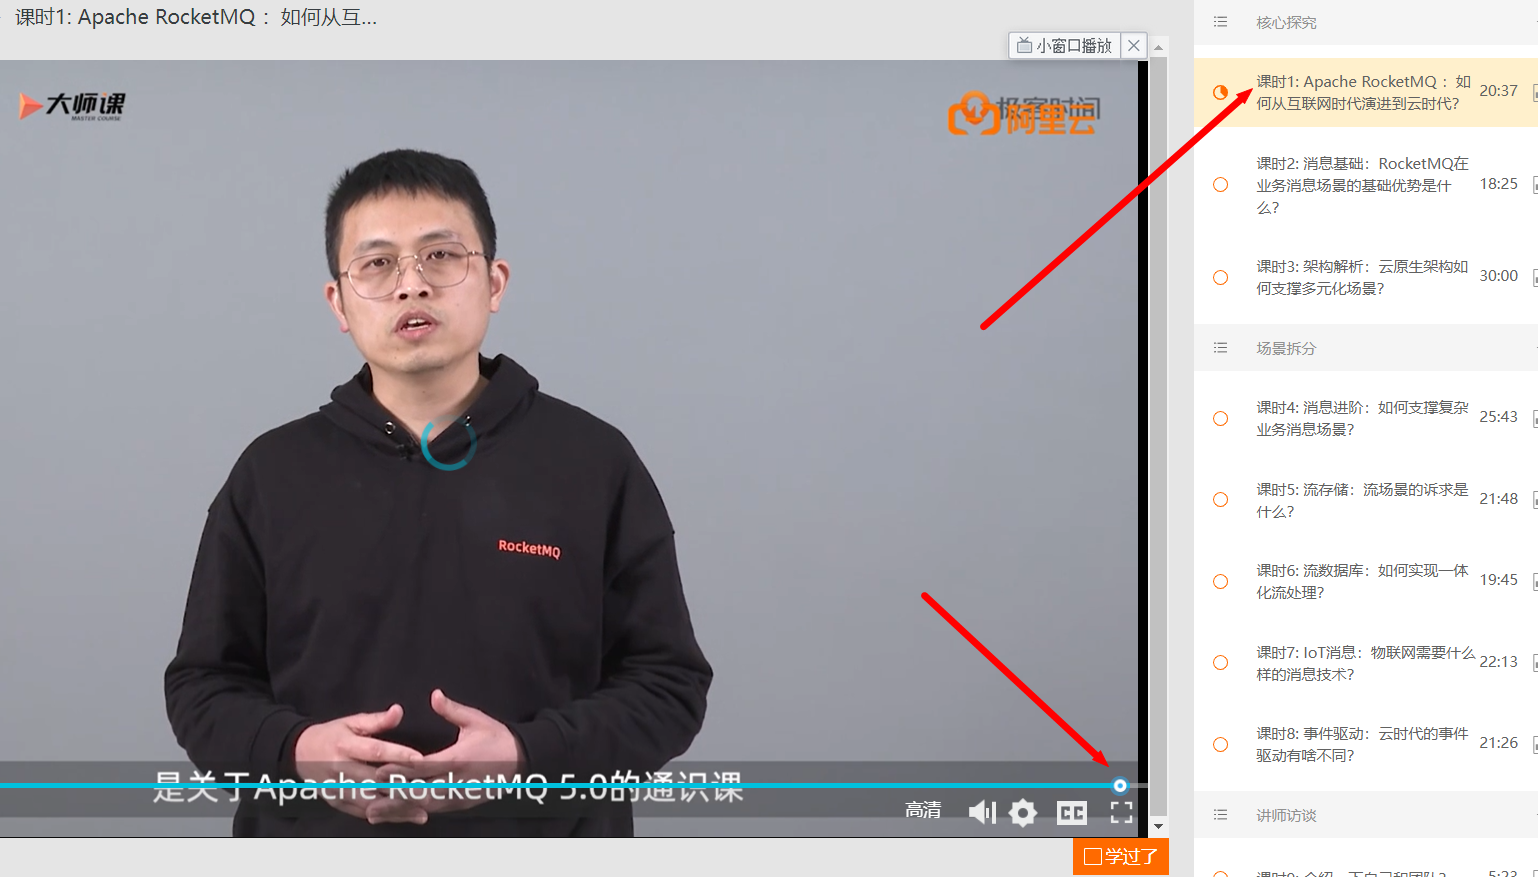 课时1: Apache RocketMQ ：如何从互...
小窗口播放
大师课
MASTER COURSE
极客时间
阿里云
RocketMQ
是关于Apache RocketMQ 5.0的通识课
高清
CC
学过了
核心探究
课时1: Apache RocketMQ ：如
何从互联网时代演进到云时代?
20:37
课时2: 消息基础：RocketMQ在
业务消息场景的基础优势是什
么?
18:25
课时3: 架构解析：云原生架构如
何支撑多元化场景?
30:00
场景拆分
课时4: 消息进阶：如何支撑复杂
业务消息场景?
25:43
课时5: 流存储：流场景的诉求是
什么?
21:48
课时6: 流数据库：如何实现一体
化流处理?
19:45
课时7: IoT消息：物联网需要什么
样的消息技术?
22:13
课时8: 事件驱动：云时代的事件
驱动有啥不同?
21:26
讲师访谈
5:23